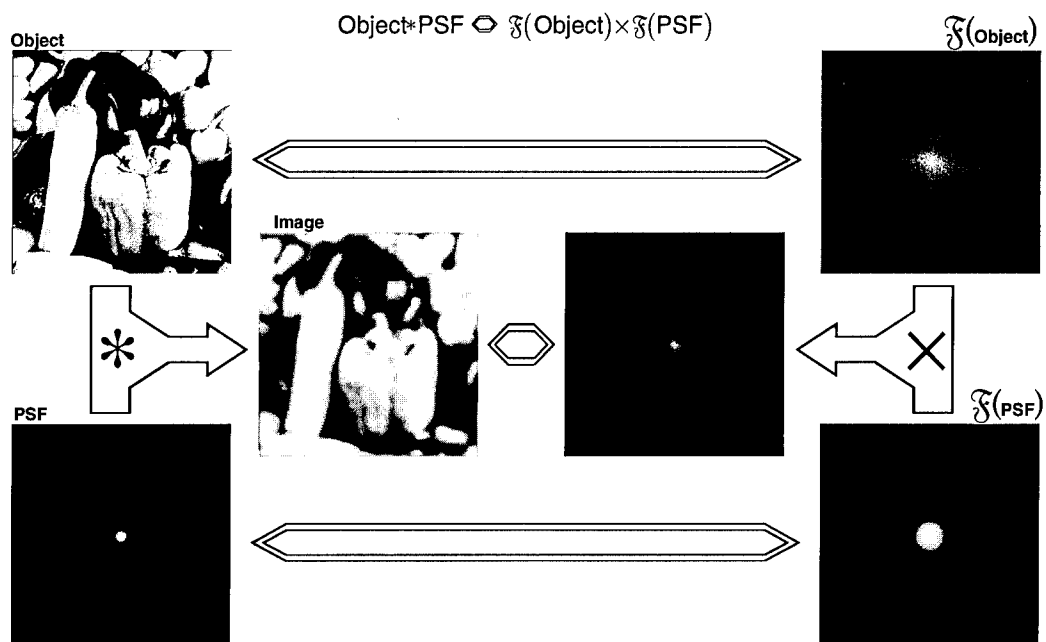 Object*PSF ⇔ 𝔉(Object)×𝔉(PSF)
Object
𝔉(Object)
Image
*
×
PSF
𝔉(PSF)